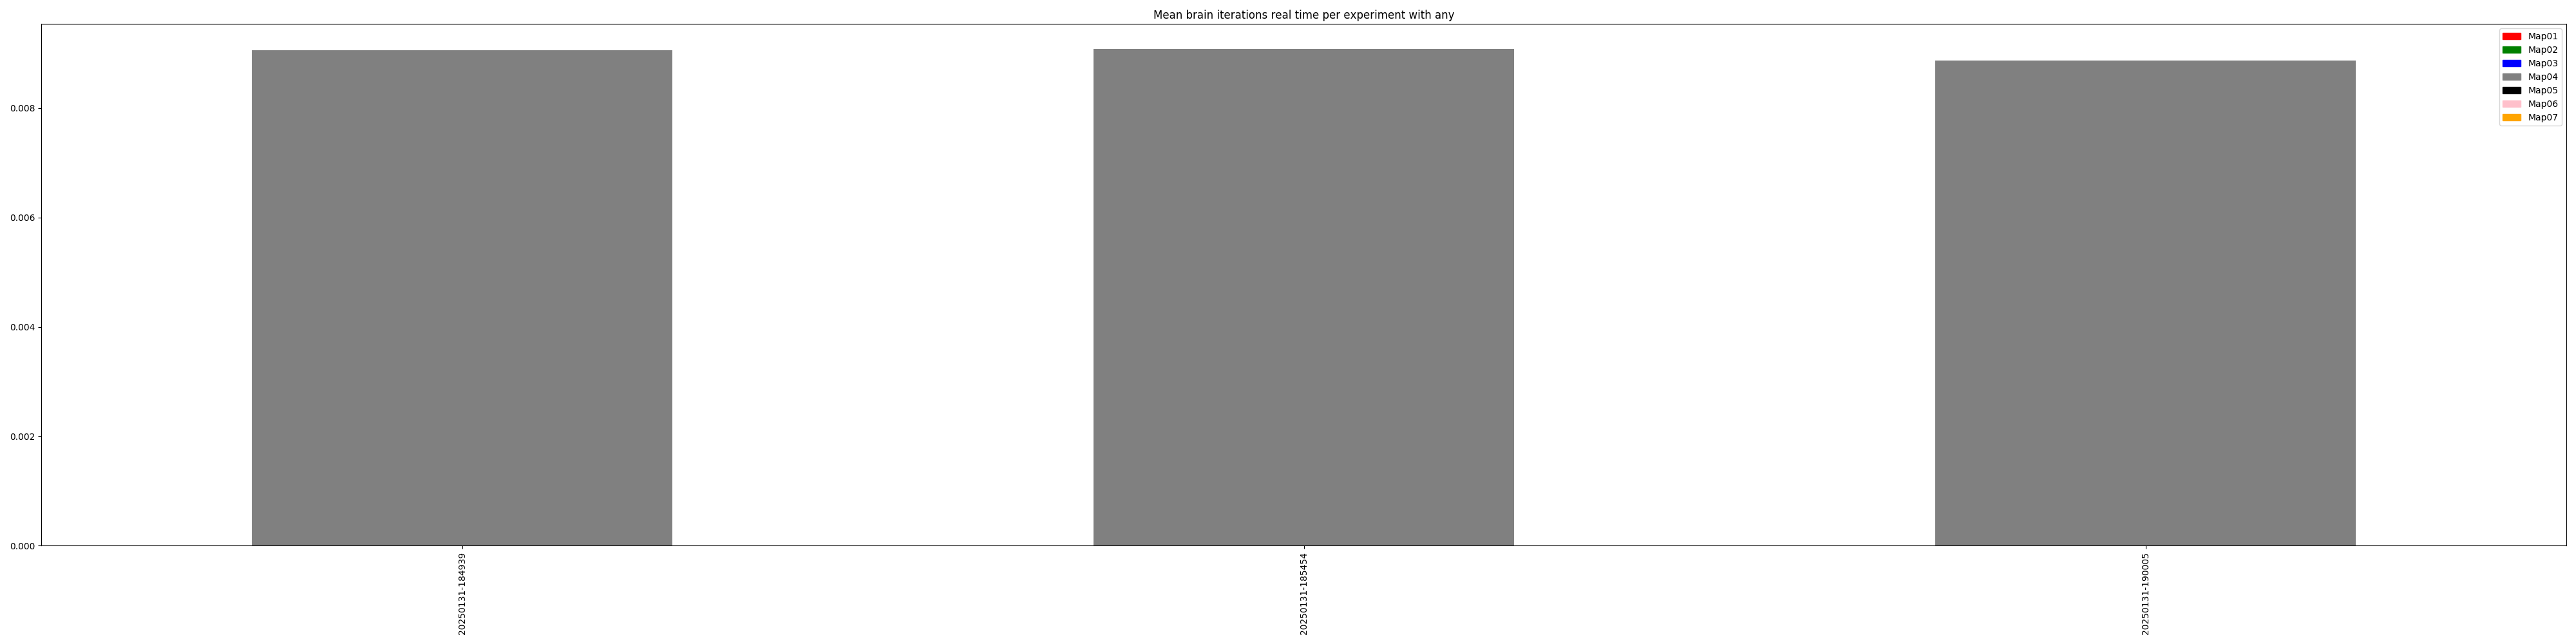 Mean brain iterations real time per experiment with any
Map01
Map02
Map03
Map04
Map05
Map06
Map07
0.008
0.006
0.004
0.002
0.000
20250131-184939
20250131-185454
20250131-190005